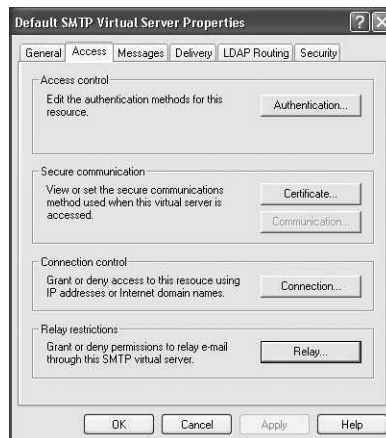 Default SMTP Virtual Server Properties
General Access Messages Delivery LDAP Routing Security
Access control
Edit the authentication methods for this
resource.
Authentication...
Secure communication
View or set the secure communications
method used when this virtual server is
accessed.
Certificate...
Communication...
Connection control
Grant or deny access to this resouce using
IP addresses or Internet domain names.
Connection...
Relay restrictions
Grant or deny permissions to relay e-mail
through this SMTP virtual server.
Relay...
OK Cancel Apply Help